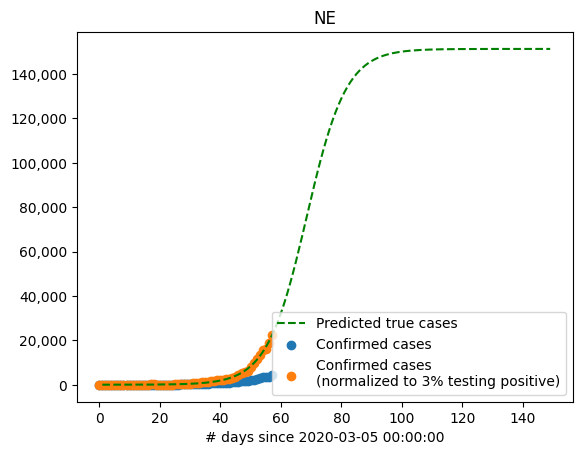 NE
140,000
120,000
100,000
80,000
60,000
40,000
20,000
0
Predicted true cases
Confirmed cases
Confirmed cases
(normalized to 3% testing positive)
0 20 40 60 80 100 120 140
# days since 2020-03-05 00:00:00